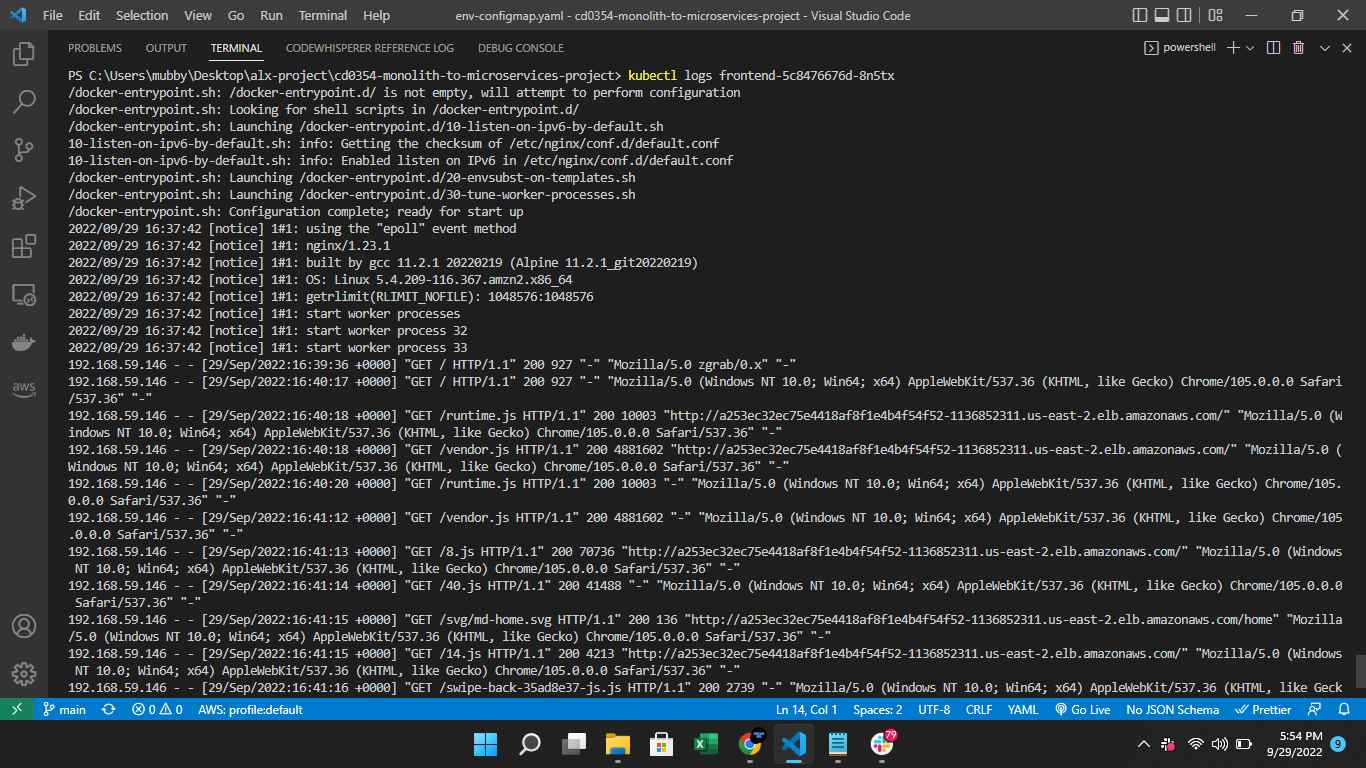 File Edit Selection View Go Run Terminal Help env-configmap.yaml - cd0354-monolith-to-microservices-project - Visual Studio Code
PROBLEMS OUTPUT TERMINAL CODEWHISPERER REFERENCE LOG DEBUG CONSOLE powershell
PS C:\Users\mubby\Desktop\alx-project\cd0354-monolith-to-microservices-project> kubectl logs frontend-5c8476676d-8n5tx
/docker-entrypoint.sh: /docker-entrypoint.d/ is not empty, will attempt to perform configuration
/docker-entrypoint.sh: Looking for shell scripts in /docker-entrypoint.d/
/docker-entrypoint.sh: Launching /docker-entrypoint.d/10-listen-on-ipv6-by-default.sh
10-listen-on-ipv6-by-default.sh: info: Getting the checksum of /etc/nginx/conf.d/default.conf
10-listen-on-ipv6-by-default.sh: info: Enabled listen on IPv6 in /etc/nginx/conf.d/default.conf
/docker-entrypoint.sh: Launching /docker-entrypoint.d/20-envsubst-on-templates.sh
/docker-entrypoint.sh: Launching /docker-entrypoint.d/30-tune-worker-processes.sh
/docker-entrypoint.sh: Configuration complete; ready for start up
2022/09/29 16:37:42 [notice] 1#1: using the "epoll" event method
2022/09/29 16:37:42 [notice] 1#1: nginx/1.23.1
2022/09/29 16:37:42 [notice] 1#1: built by gcc 11.2.1 20220219 (Alpine 11.2.1_git20220219)
2022/09/29 16:37:42 [notice] 1#1: OS: Linux 5.4.209-116.367.amzn2.x86_64
2022/09/29 16:37:42 [notice] 1#1: getrlimit(RLIMIT_NOFILE): 1048576:1048576
2022/09/29 16:37:42 [notice] 1#1: start worker processes
2022/09/29 16:37:42 [notice] 1#1: start worker process 32
2022/09/29 16:37:42 [notice] 1#1: start worker process 33
192.168.59.146 - - [29/Sep/2022:16:39:36 +0000] "GET / HTTP/1.1" 200 927 "-" "Mozilla/5.0 zgrab/0.x" "-"
192.168.59.146 - - [29/Sep/2022:16:40:17 +0000] "GET / HTTP/1.1" 200 927 "-" "Mozilla/5.0 (Windows NT 10.0; Win64; x64) AppleWebKit/537.36 (KHTML, like Gecko) Chrome/105.0.0.0 Safari
/537.36" "-"
192.168.59.146 - - [29/Sep/2022:16:40:18 +0000] "GET /runtime.js HTTP/1.1" 200 10003 "http://a253ec32ec75e4418af8f1e4b4f54f52-1136852311.us-east-2.elb.amazonaws.com/" "Mozilla/5.0 (W
indows NT 10.0; Win64; x64) AppleWebKit/537.36 (KHTML, like Gecko) Chrome/105.0.0.0 Safari/537.36" "-"
192.168.59.146 - - [29/Sep/2022:16:40:18 +0000] "GET /vendor.js HTTP/1.1" 200 4881602 "http://a253ec32ec75e4418af8f1e4b4f54f52-1136852311.us-east-2.elb.amazonaws.com/" "Mozilla/5.0 (
Windows NT 10.0; Win64; x64) AppleWebKit/537.36 (KHTML, like Gecko) Chrome/105.0.0.0 Safari/537.36" "-"
192.168.59.146 - - [29/Sep/2022:16:40:20 +0000] "GET /runtime.js HTTP/1.1" 200 10003 "-" "Mozilla/5.0 (Windows NT 10.0; Win64; x64) AppleWebKit/537.36 (KHTML, like Gecko) Chrome/105.
0.0.0 Safari/537.36" "-"
192.168.59.146 - - [29/Sep/2022:16:41:12 +0000] "GET /vendor.js HTTP/1.1" 200 4881602 "-" "Mozilla/5.0 (Windows NT 10.0; Win64; x64) AppleWebKit/537.36 (KHTML, like Gecko) Chrome/105
.0.0.0 Safari/537.36" "-"
192.168.59.146 - - [29/Sep/2022:16:41:13 +0000] "GET /8.js HTTP/1.1" 200 70736 "http://a253ec32ec75e4418af8f1e4b4f54f52-1136852311.us-east-2.elb.amazonaws.com/" "Mozilla/5.0 (Windows
NT 10.0; Win64; x64) AppleWebKit/537.36 (KHTML, like Gecko) Chrome/105.0.0.0 Safari/537.36" "-"
192.168.59.146 - - [29/Sep/2022:16:41:14 +0000] "GET /40.js HTTP/1.1" 200 41488 "-" "Mozilla/5.0 (Windows NT 10.0; Win64; x64) AppleWebKit/537.36 (KHTML, like Gecko) Chrome/105.0.0.0
Safari/537.36" "-"
192.168.59.146 - - [29/Sep/2022:16:41:15 +0000] "GET /svg/md-home.svg HTTP/1.1" 200 136 "http://a253ec32ec75e4418af8f1e4b4f54f52-1136852311.us-east-2.elb.amazonaws.com/home" "Mozilla
/5.0 (Windows NT 10.0; Win64; x64) AppleWebKit/537.36 (KHTML, like Gecko) Chrome/105.0.0.0 Safari/537.36" "-"
192.168.59.146 - - [29/Sep/2022:16:41:15 +0000] "GET /14.js HTTP/1.1" 200 4213 "http://a253ec32ec75e4418af8f1e4b4f54f52-1136852311.us-east-2.elb.amazonaws.com/" "Mozilla/5.0 (Windows
NT 10.0; Win64; x64) AppleWebKit/537.36 (KHTML, like Gecko) Chrome/105.0.0.0 Safari/537.36" "-"
192.168.59.146 - - [29/Sep/2022:16:41:16 +0000] "GET /swipe-back-35ad8e37-js.js HTTP/1.1" 200 2739 "-" "Mozilla/5.0 (Windows NT 10.0; Win64; x64) AppleWebKit/537.36 (KHTML, like Geck
aws
main 0 0 AWS: profile:default Ln 14, Col 1 Spaces: 2 UTF-8 CRLF YAML Go Live No JSON Schema Prettier
79
5:54 PM
9/29/2022 9